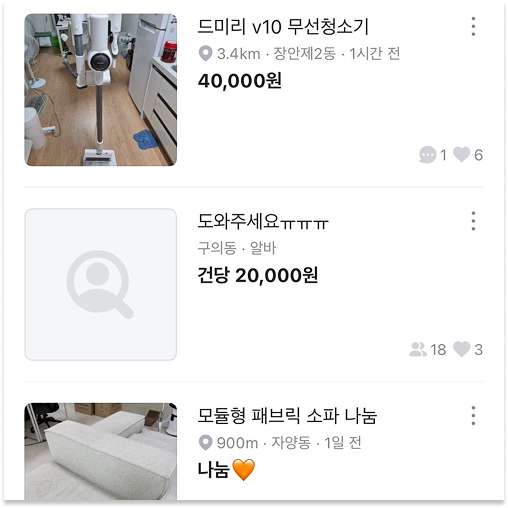 드미리 v10 무선청소기
3.4km · 장안제2동 · 1시간 전
40,000원
1 6
도와주세요ㅠㅠㅠ
구의동 · 알바
건당 20,000원
18 3
모듈형 패브릭 소파 나눔
900m · 자양동 · 1일 전
나눔🧡